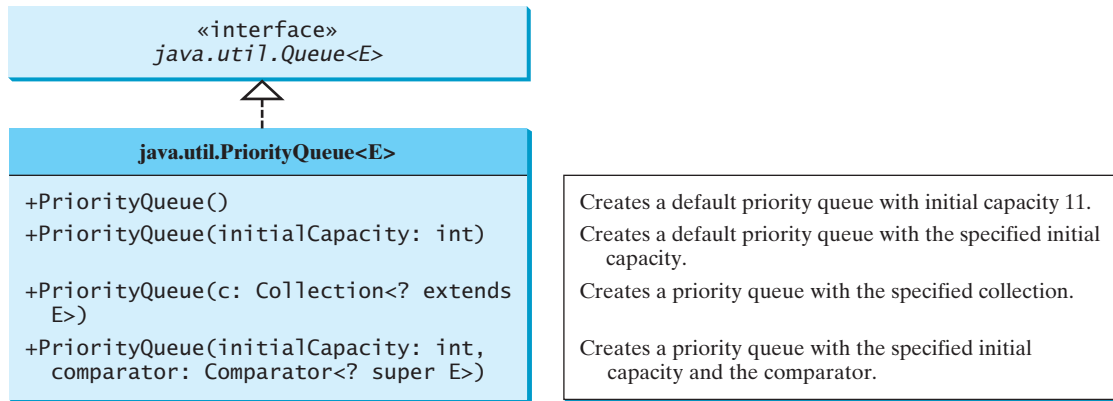 «interface»
java.util.Queue<E>
java.util.PriorityQueue<E>
+PriorityQueue()
+PriorityQueue(initialCapacity: int)
+PriorityQueue(c: Collection<? extends
E>)
+PriorityQueue(initialCapacity: int,
comparator: Comparator<? super E>)
Creates a default priority queue with initial capacity 11.
Creates a default priority queue with the specified initial
capacity.
Creates a priority queue with the specified collection.
Creates a priority queue with the specified initial
capacity and the comparator.